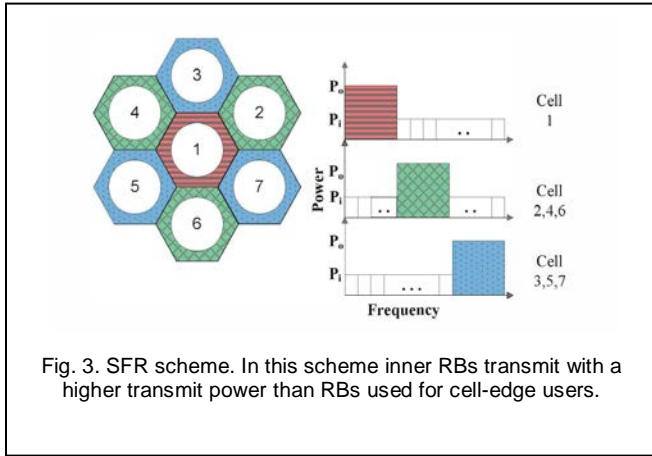 3
4
2
1
5
7
6
Power
Pₒ
Pᵢ
. .
Cell
1
Pₒ
Pᵢ
. .
. .
Cell
2,4,6
Pₒ
Pᵢ
...
Cell
3,5,7
Frequency
Fig. 3. SFR scheme. In this scheme inner RBs transmit with a
higher transmit power than RBs used for cell-edge users.